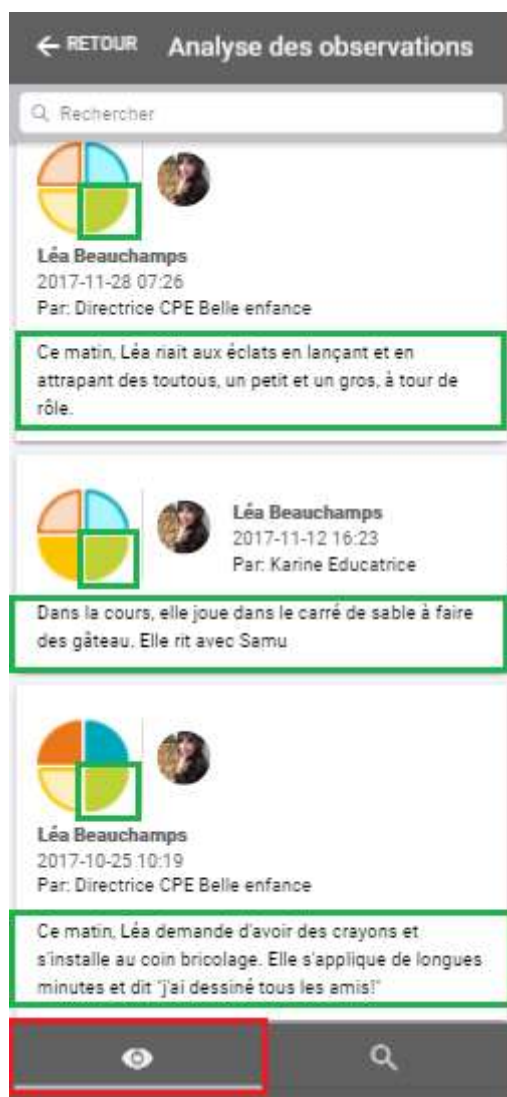 RETOUR Analyse des observations
Rechercher
Léa Beauchamps
2017-11-28 07:26
Par: Directrice CPE Belle enfance
Ce matin, Léa riait aux éclats en lançant et en
attrapant des toutous, un petit et un gros, à tour de
rôle.
Léa Beauchamps
2017-11-12 16:23
Par: Karine Educatrice
Dans la cours, elle joue dans le carré de sable à faire
des gâteau. Elle rit avec Samu
Léa Beauchamps
2017-10-25 10:19
Par: Directrice CPE Belle enfance
Ce matin, Léa demande d'avoir des crayons et
s'installe au coin bricolage. Elle s'applique de longues
minutes et dit "j'ai dessiné tous les amis!"